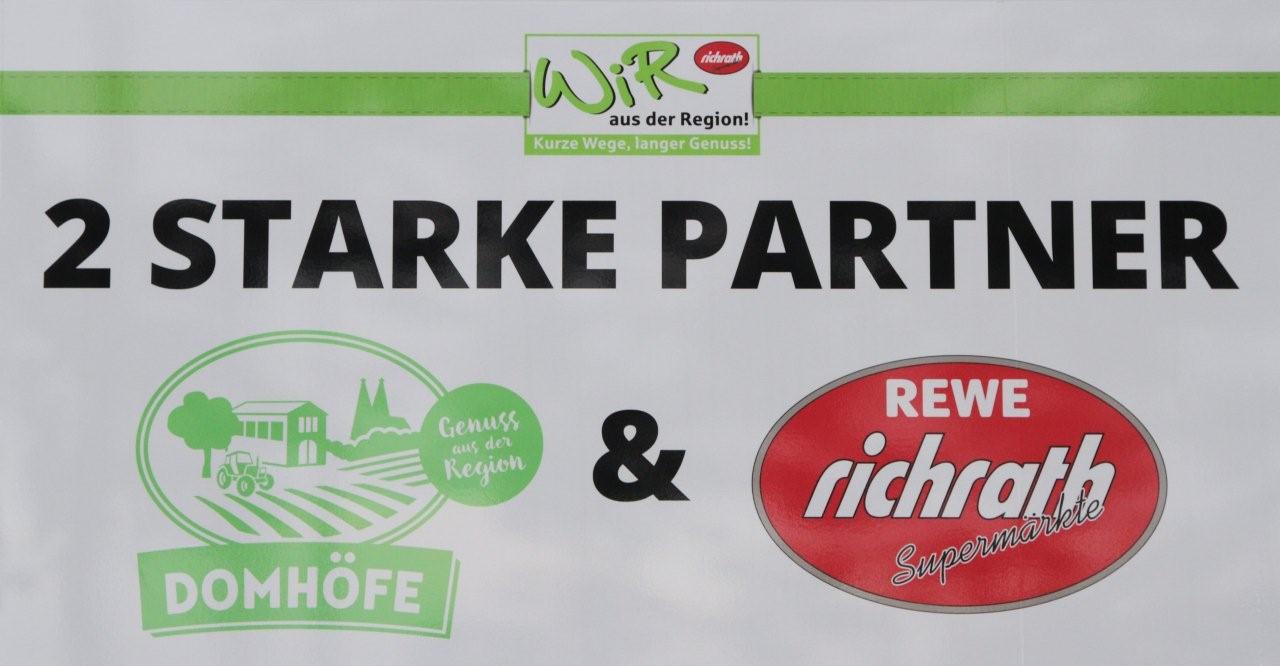 WiR
richrath
aus der Region!
Kurze Wege, langer Genuss!
2 STARKE PARTNER
Genuss
aus der
Region
DOMHÖFE
&
REWE
richrath
Supermärkte